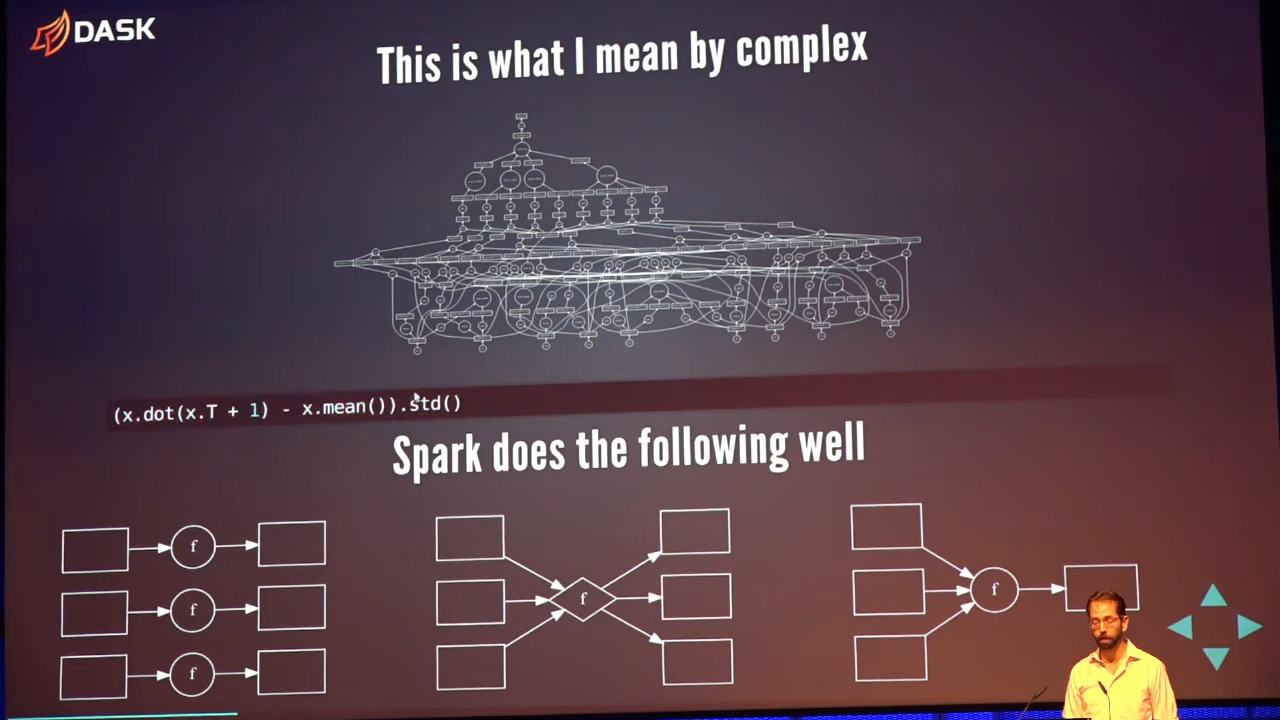 DASK
This is what I mean by complex
(x.dot(x.T + 1) - x.mean()).std()
Spark does the following well
f
f
f
f
f